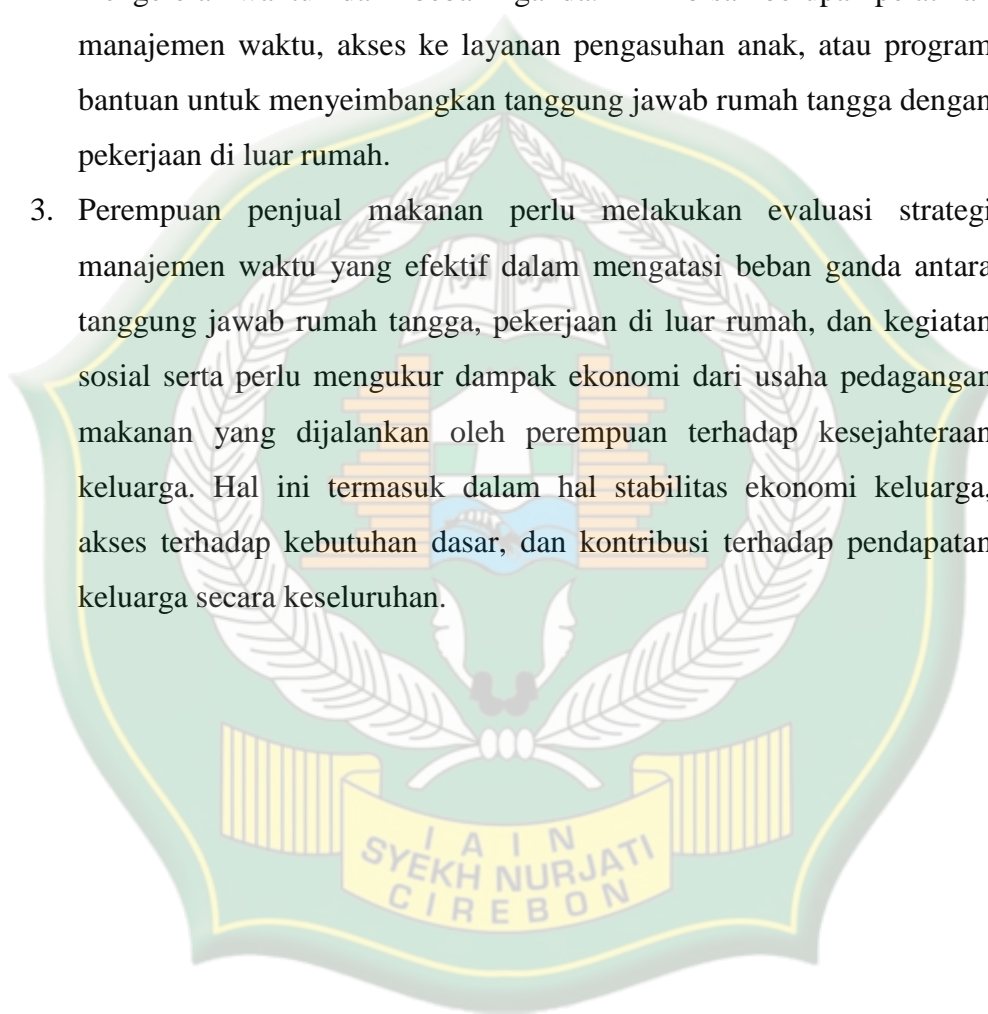 manajemen waktu, akses ke layanan pengasuhan anak, atau program
bantuan untuk menyeimbangkan tanggung jawab rumah tangga dengan
pekerjaan di luar rumah.
3. Perempuan penjual makanan perlu melakukan evaluasi strategi
manajemen waktu yang efektif dalam mengatasi beban ganda antara
tanggung jawab rumah tangga, pekerjaan di luar rumah, dan kegiatan
sosial serta perlu mengukur dampak ekonomi dari usaha pedagangan
makanan yang dijalankan oleh perempuan terhadap kesejahteraan
keluarga. Hal ini termasuk dalam hal stabilitas ekonomi keluarga,
akses terhadap kebutuhan dasar, dan kontribusi terhadap pendapatan
keluarga secara keseluruhan.
IAIN
SYEKH NURJATI
CIREBON